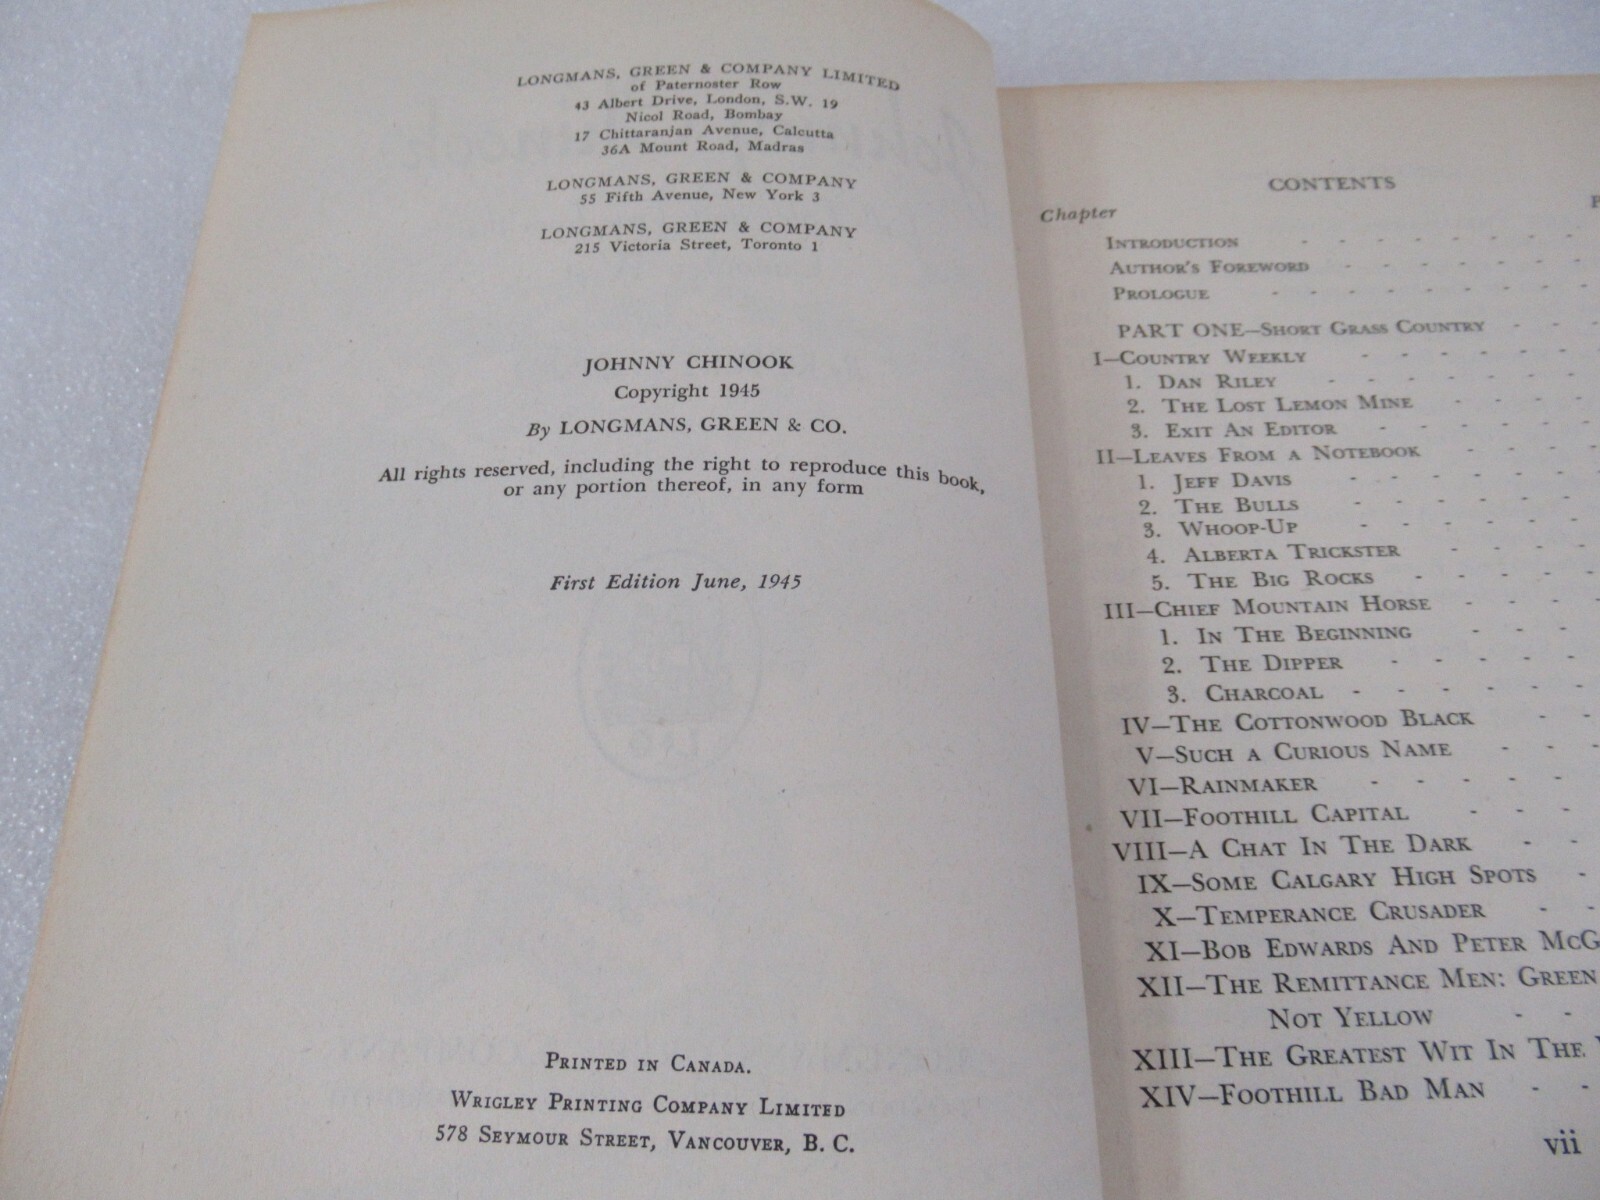 LONGMANS, GREEN & COMPANY LIMITED
of Paternoster Row
43 Albert Drive, London, S.W. 19
Nicol Road, Bombay
17 Chittaranjan Avenue, Calcutta
36A Mount Road, Madras
LONGMANS, GREEN & COMPANY
55 Fifth Avenue, New York 3
LONGMANS, GREEN & COMPANY
215 Victoria Street, Toronto 1
JOHNNY CHINOOK
Copyright 1945
By LONGMANS, GREEN & CO.
All rights reserved, including the right to reproduce this book,
or any portion thereof, in any form
First Edition June, 1945
PRINTED IN CANADA.
WRIGLEY PRINTING COMPANY LIMITED
578 SEYMOUR STREET, VANCOUVER, B. C.
CONTENTS
Chapter
INTRODUCTION
AUTHOR'S FOREWORD
PROLOGUE
PART ONE—SHORT GRASS COUNTRY
I—COUNTRY WEEKLY
1. DAN RILEY
2. THE LOST LEMON MINE
3. EXIT AN EDITOR
II—LEAVES FROM A NOTEBOOK
1. JEFF DAVIS
2. THE BULLS
3. WHOOP-UP
4. ALBERTA TRICKSTER
5. THE BIG ROCKS
III—CHIEF MOUNTAIN HORSE
1. IN THE BEGINNING
2. THE DIPPER
3. CHARCOAL
IV—THE COTTONWOOD BLACK
V—SUCH A CURIOUS NAME
VI—RAINMAKER
VII—FOOTHILL CAPITAL
VIII—A CHAT IN THE DARK
IX—SOME CALGARY HIGH SPOTS
X—TEMPERANCE CRUSADER
XI—BOB EDWARDS AND PETER MCG
XII—THE REMITTANCE MEN: GREEN
NOT YELLOW
XIII—THE GREATEST WIT IN THE
XIV—FOOTHILL BAD MAN
vii